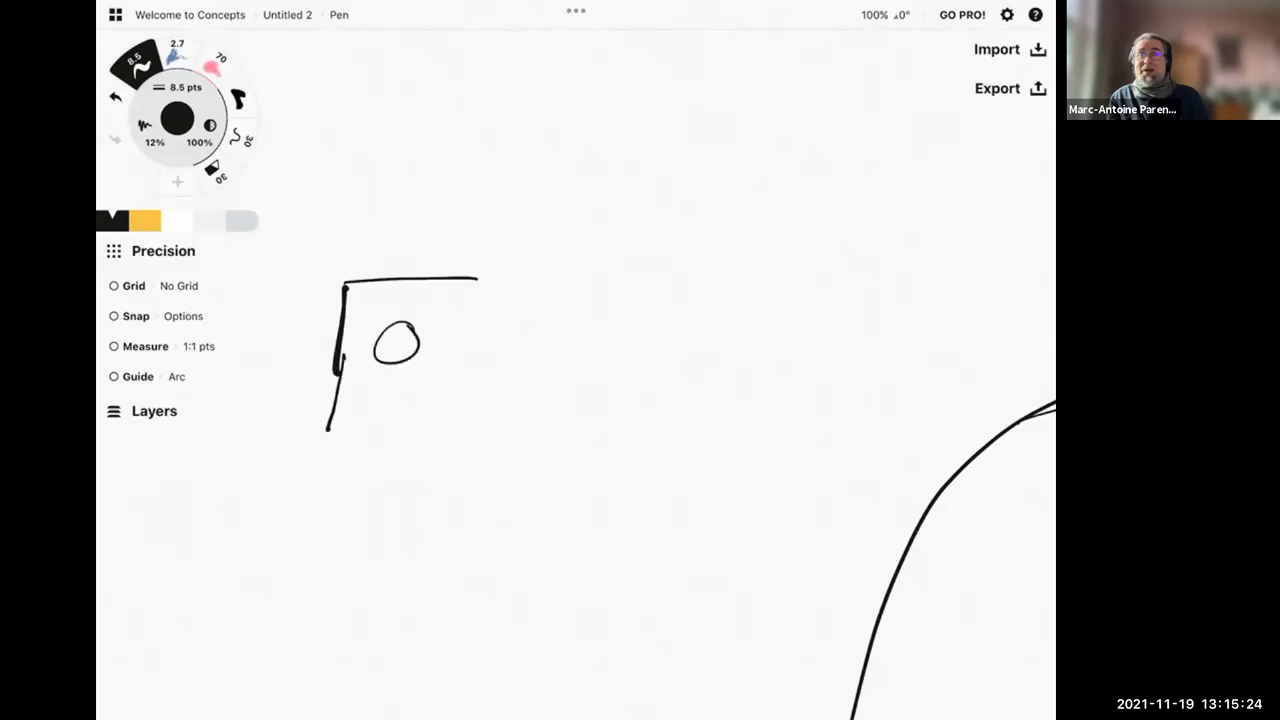 Welcome to Concepts Untitled 2 Pen
100% ⊿0° GO PRO!
Import
Export
8.5
2.7
70
30
30
8.5 pts
12% 100%
Precision
Grid No Grid
Snap Options
Measure 1:1 pts
Guide Arc
Layers
Marc-Antoine Paren...
2021-11-19 13:15:24